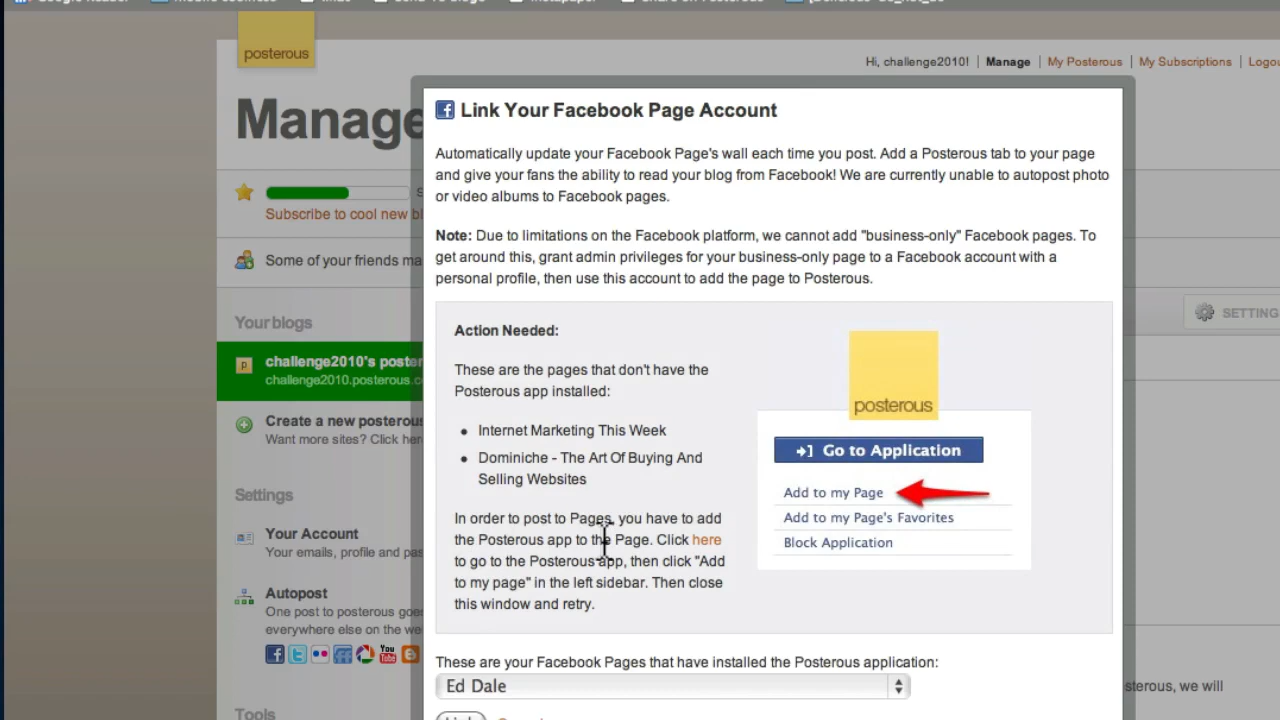 posterous
Hi, challenge2010! Manage My Posterous My Subscriptions
Manage
Link Your Facebook Page Account
Automatically update your Facebook Page's wall each time you post. Add a Posterous tab to your page
and give your fans the ability to read your blog from Facebook! We are currently unable to autopost photo
or video albums to Facebook pages.
Subscribe to cool new
Note: Due to limitations on the Facebook platform, we cannot add "business-only" Facebook pages. To
get around this, grant admin privileges for your business-only page to a Facebook account with a
personal profile, then use this account to add the page to Posterous.
Some of your friends
Your blogs
SETTING
challenge2010's
challenge2010.posterous.
Create a new
Want more sites? Click
Settings
Your Account
Your emails, profile and
Autopost
One post to posterous
everywhere else on the
You
Tube
Tools
Action Needed:
These are the pages that don't have the
Posterous app installed:
• Internet Marketing This Week
• Dominiche - The Art Of Buying And
Selling Websites
In order to post to Pages, you have to add
the Posterous app to the Page. Click here
to go to the Posterous app, then click "Add
to my page" in the left sidebar. Then close
this window and retry.
posterous
Go to Application
Add to my Page
Add to my Page's Favorites
Block Application
These are your Facebook Pages that have installed the Posterous application:
Ed Dale
we will